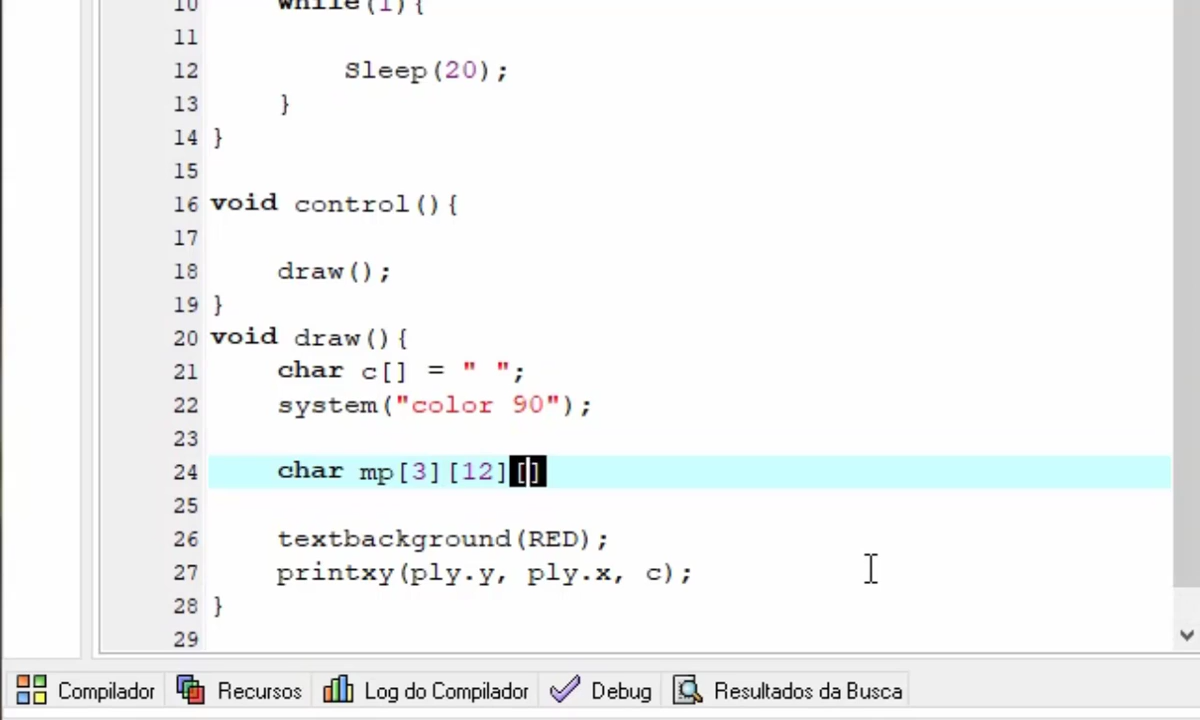 10 while(1){
11
12 Sleep(20);
13 }
14 }
15
16 void control(){
17
18 draw();
19 }
20 void draw(){
21 char c[] = " ";
22 system("color 90");
23
24 char mp[3][12][]
25
26 textbackground(RED);
27 printxy(ply.y, ply.x, c);
28 }
29
Compilador Recursos Log do Compilador Debug Resultados da Busca